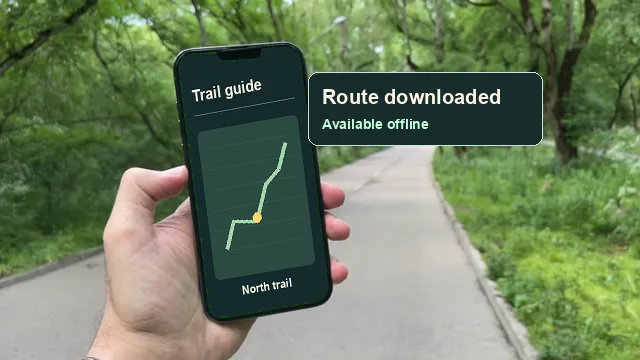 Trail guide
North trail
Route downloaded
Available offline